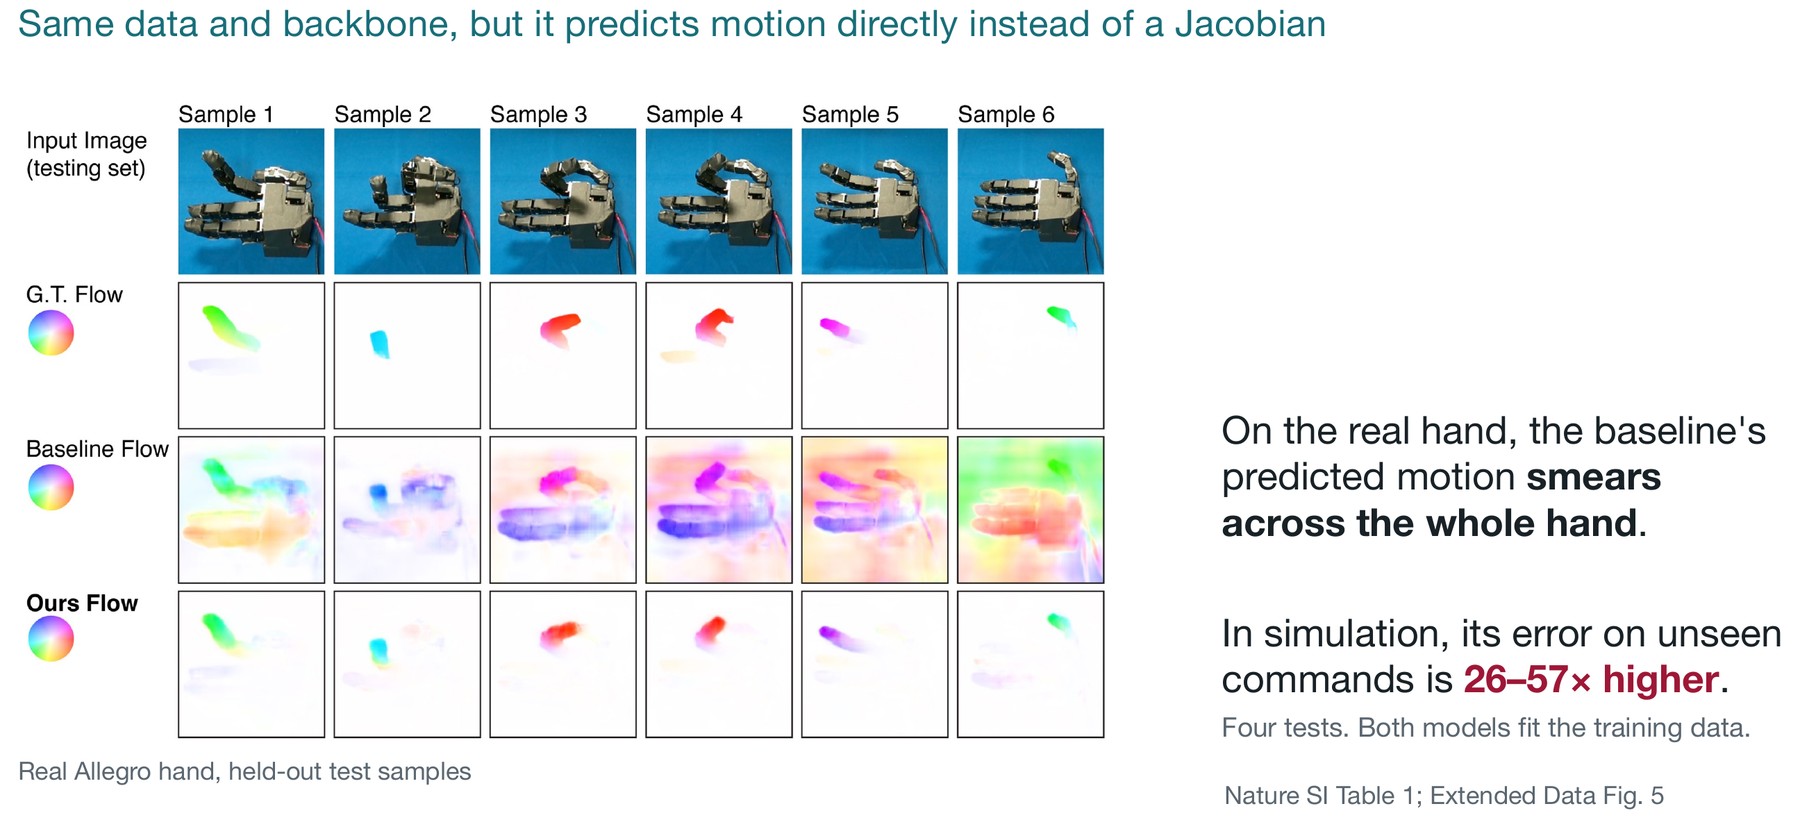 Same data and backbone, but it predicts motion directly instead of a Jacobian
Sample 1
Sample 2
Sample 3
Sample 4
Sample 5
Sample 6
Input Image
(testing set)
G.T. Flow
Baseline Flow
Ours Flow
Real Allegro hand, held-out test samples
On the real hand, the baseline's
predicted motion smears
across the whole hand.
In simulation, its error on unseen
commands is 26–57× higher.
Four tests. Both models fit the training data.
Nature SI Table 1; Extended Data Fig. 5